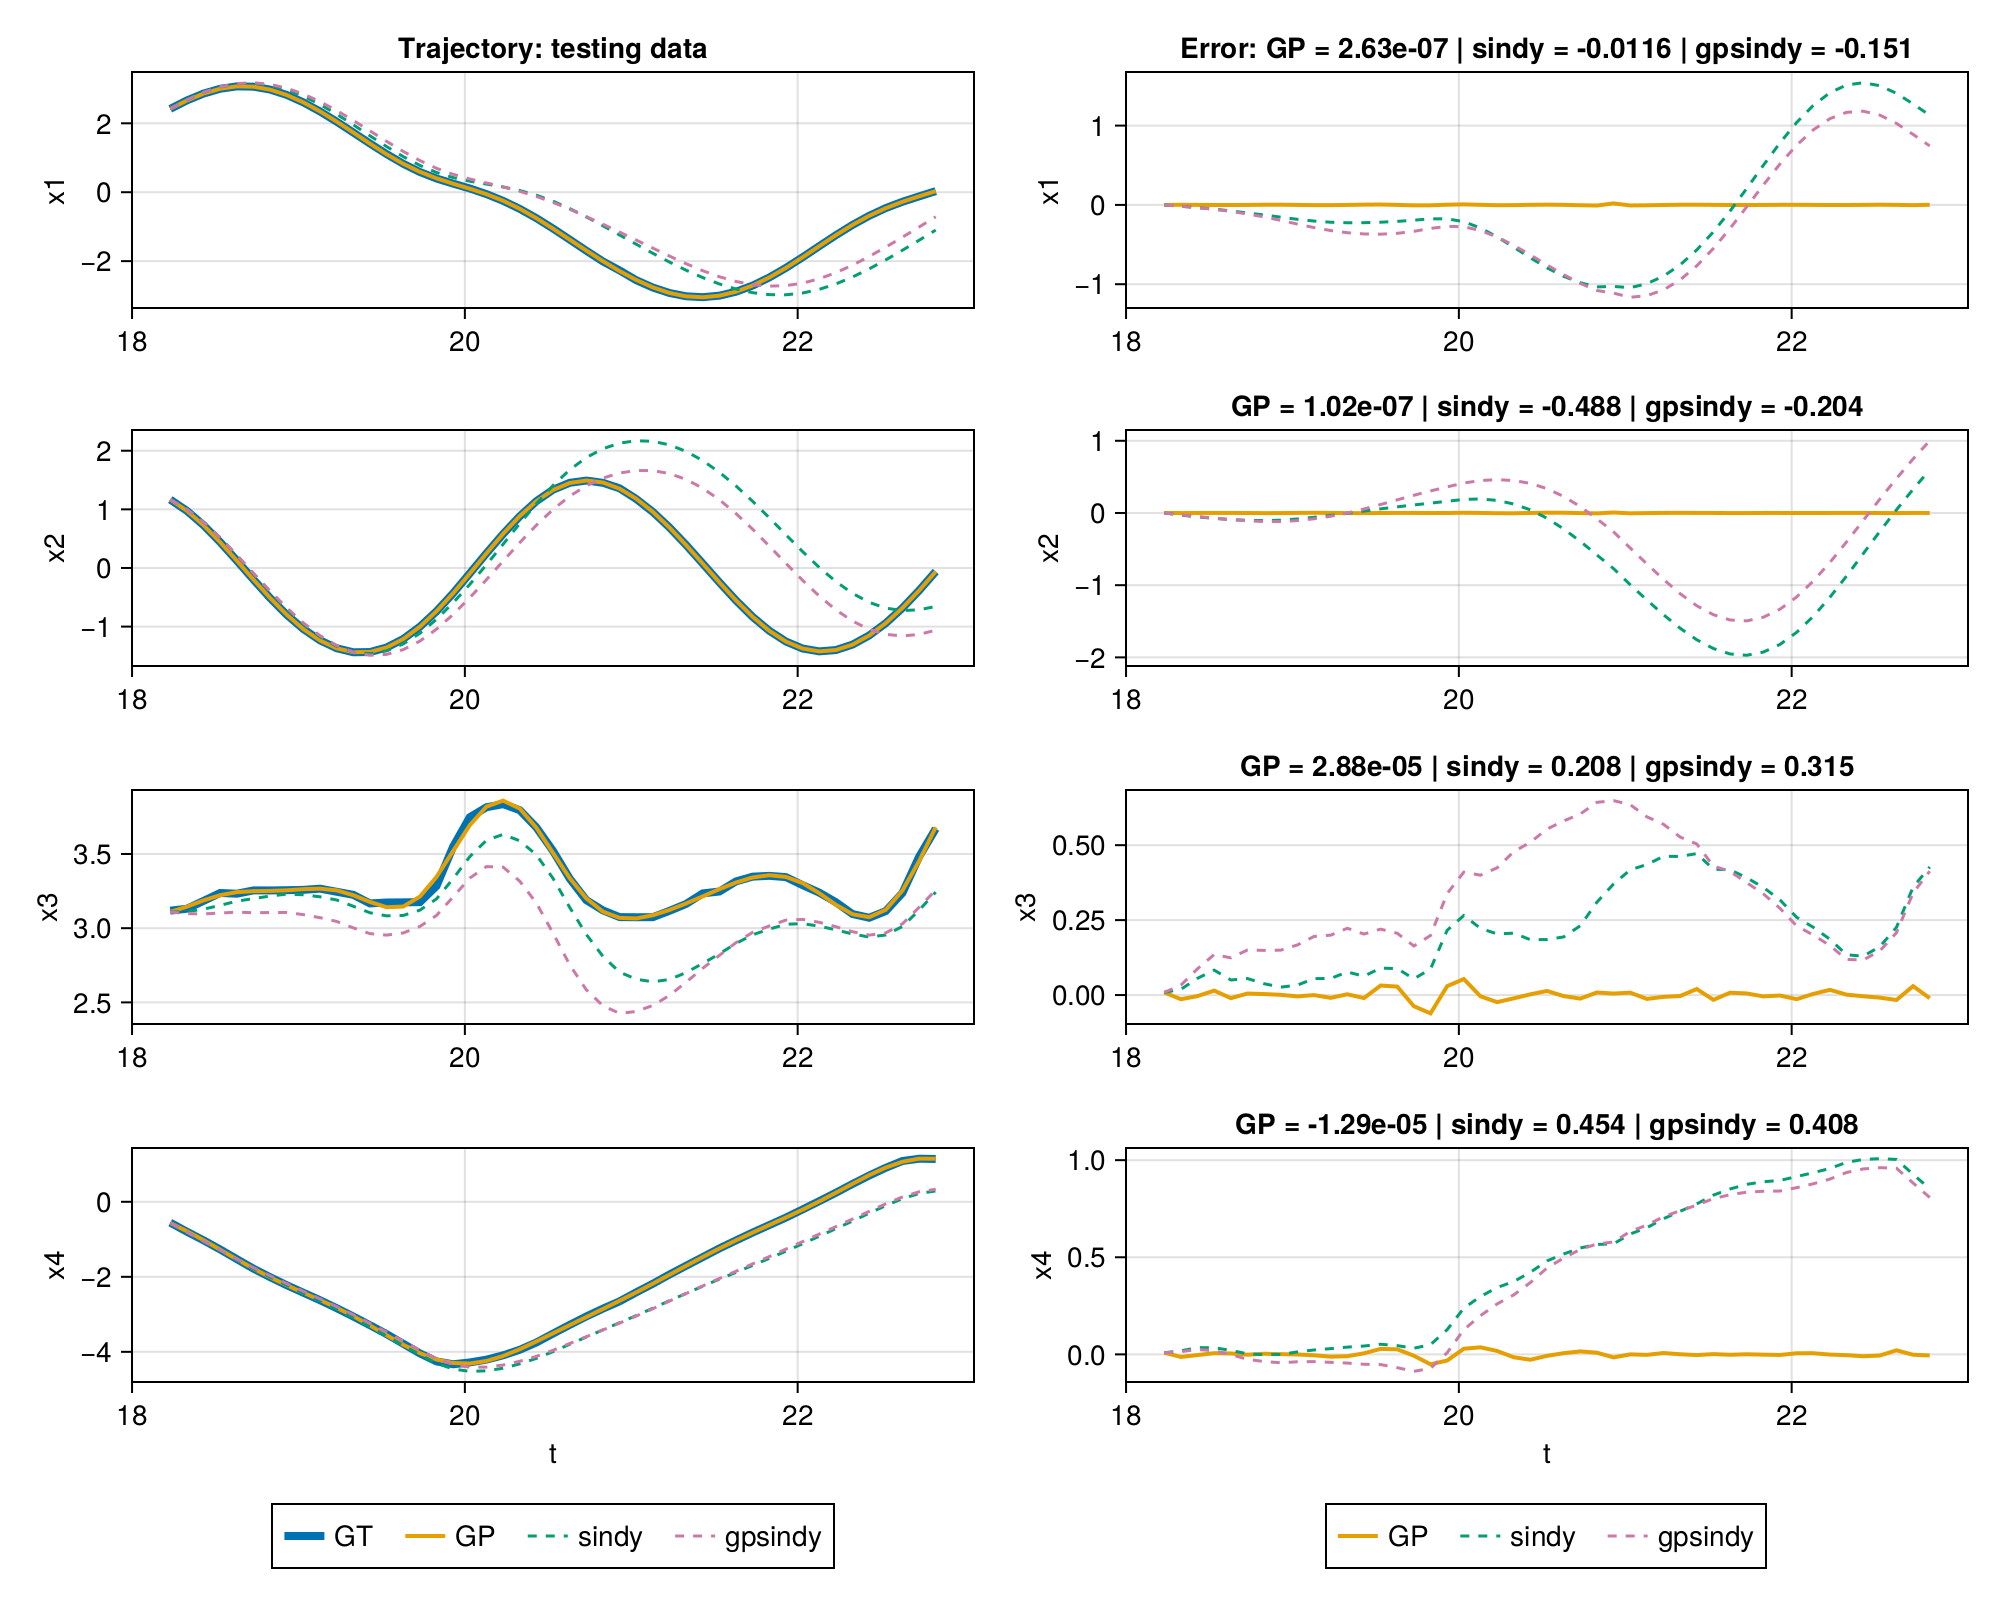 Trajectory: testing data
x1
2
0
−2
18 20 22
Error: GP = 2.63e-07 | sindy = -0.0116 | gpsindy = -0.151
x1
1
0
−1
18 20 22
x2
2
1
0
−1
18 20 22
GP = 1.02e-07 | sindy = -0.488 | gpsindy = -0.204
x2
1
0
−1
−2
18 20 22
x3
3.5
3.0
2.5
18 20 22
GP = 2.88e-05 | sindy = 0.208 | gpsindy = 0.315
x3
0.50
0.25
0.00
18 20 22
x4
0
−2
−4
18 20 22
t
GP = -1.29e-05 | sindy = 0.454 | gpsindy = 0.408
x4
1.0
0.5
0.0
18 20 22
t
GT GP sindy gpsindy
GP sindy gpsindy